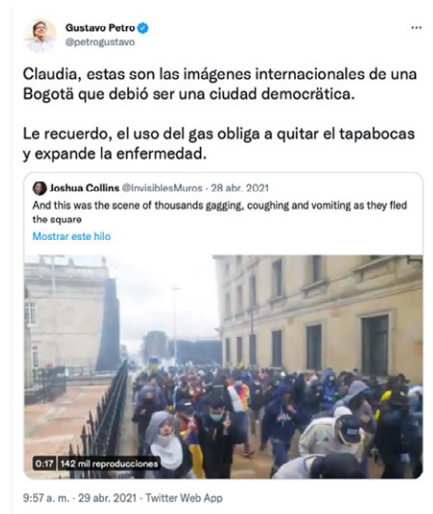 Gustavo Petro
@petrogustavo
Claudia, estas son las imágenes internacionales de una
Bogotä que debió ser una ciudad democrätica.
Le recuerdo, el uso del gas obliga a quitar el tapabocas
y expande la enfermedad.
Joshua Collins @InvisiblesMuros · 28 abr. 2021
And this was the scene of thousands gagging, coughing and vomiting as they fled
the square
Mostrar este hilo
0:17 142 mil reproducciones
9:57 a. m. · 29 abr. 2021 · Twitter Web App